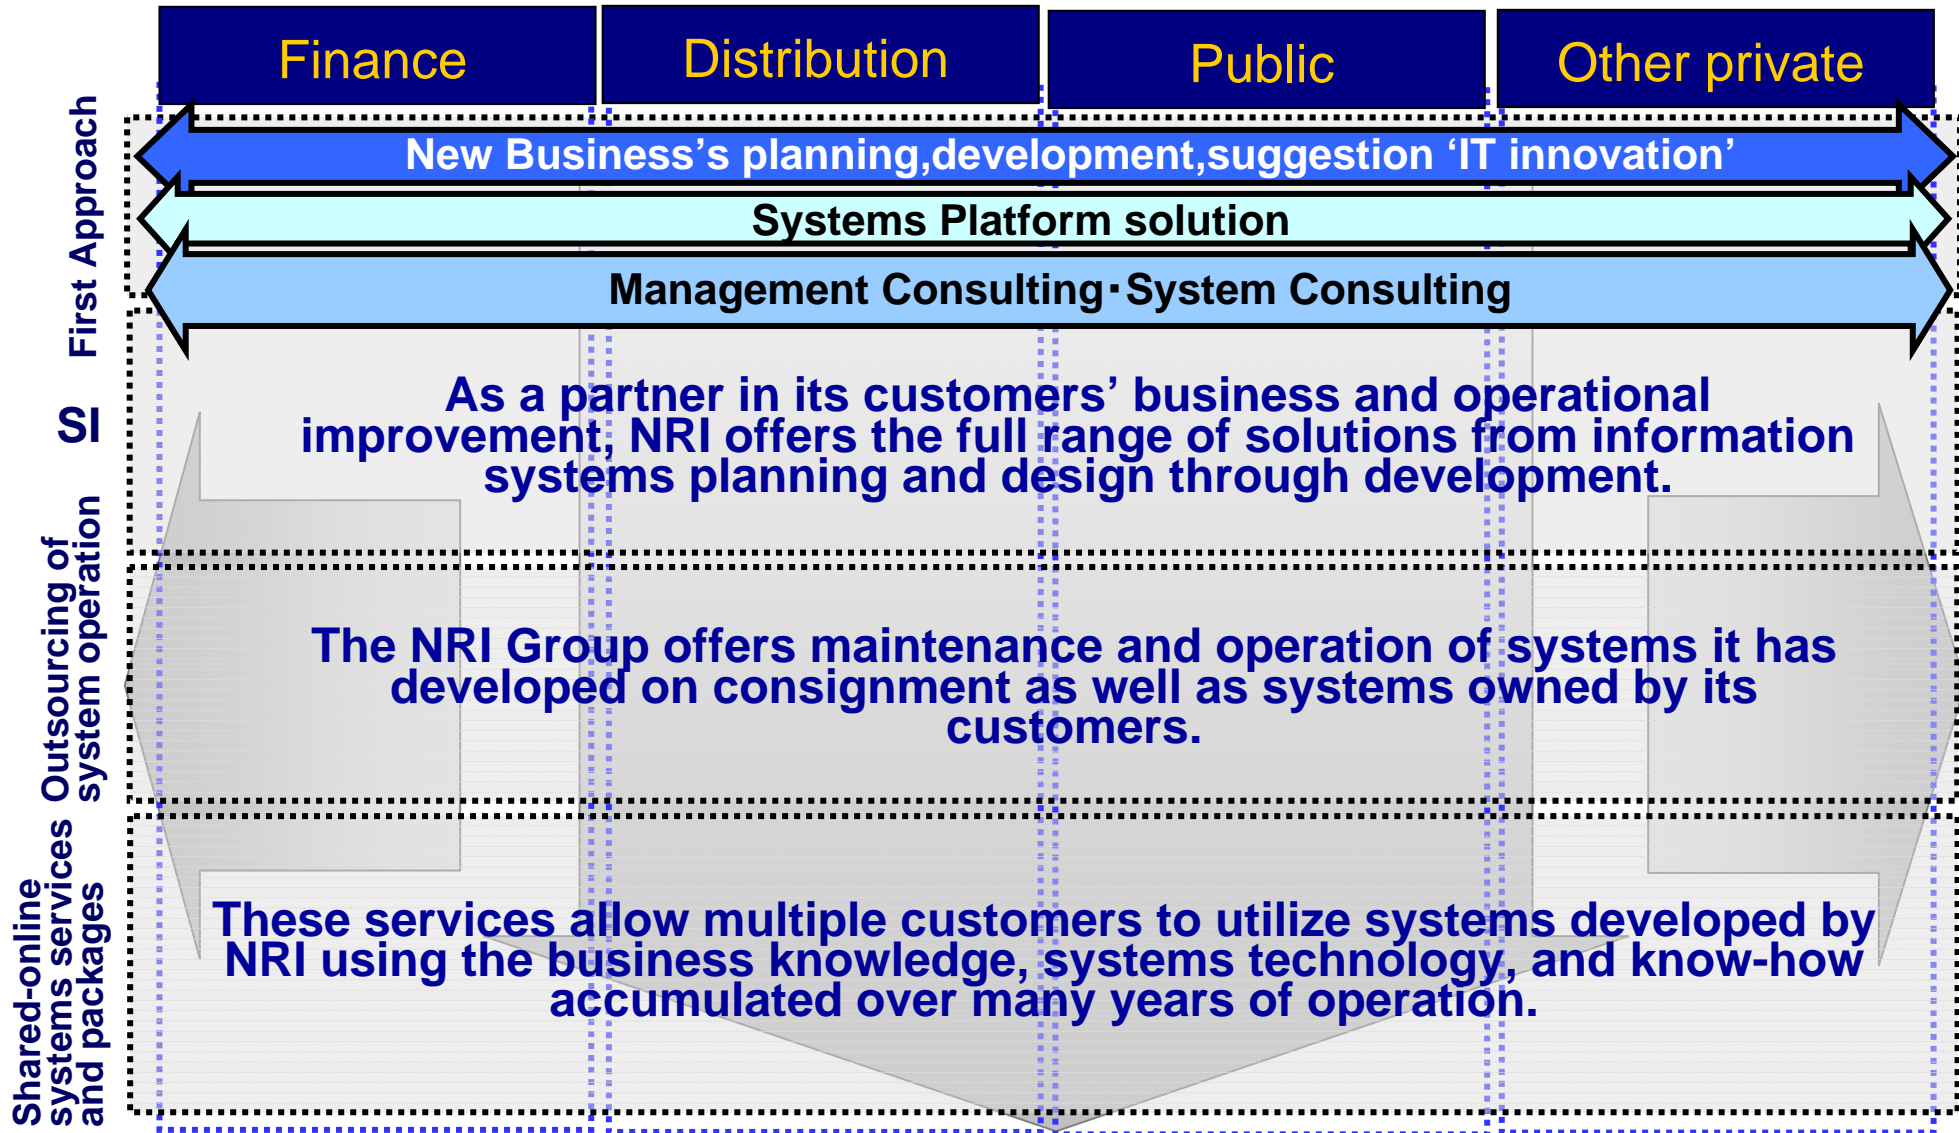 Finance
Distribution
Public
Other private
First Approach
New Business’s planning,development,suggestion ‘IT innovation’
Systems Platform solution
Management Consulting・System Consulting
SI
As a partner in its customers’ business and operational
improvement, NRI offers the full range of solutions from information
systems planning and design through development.
Outsourcing of
system operation
The NRI Group offers maintenance and operation of systems it has
developed on consignment as well as systems owned by its
customers.
Shared-online
systems services
and packages
These services allow multiple customers to utilize systems developed by
NRI using the business knowledge, systems technology, and know-how
accumulated over many years of operation.